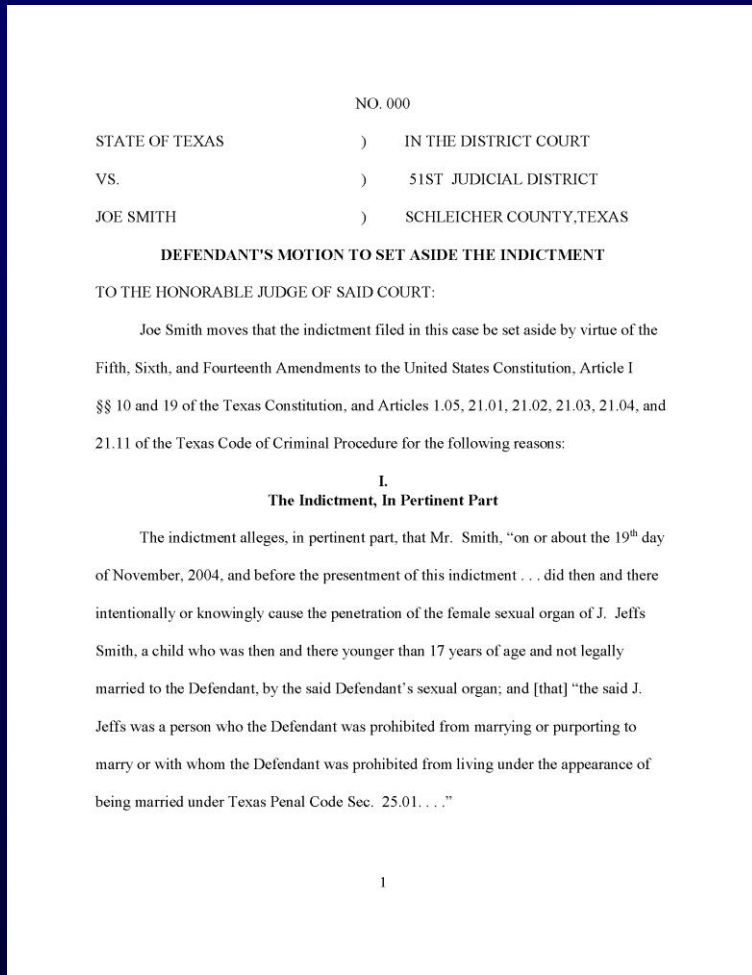 NO. 000
STATE OF TEXAS ) IN THE DISTRICT COURT
VS. ) 51ST JUDICIAL DISTRICT
JOE SMITH ) SCHLEICHER COUNTY,TEXAS
DEFENDANT'S MOTION TO SET ASIDE THE INDICTMENT
TO THE HONORABLE JUDGE OF SAID COURT:
Joe Smith moves that the indictment filed in this case be set aside by virtue of the
Fifth, Sixth, and Fourteenth Amendments to the United States Constitution, Article I
§§ 10 and 19 of the Texas Constitution, and Articles 1.05, 21.01, 21.02, 21.03, 21.04, and
21.11 of the Texas Code of Criminal Procedure for the following reasons:
I.
The Indictment, In Pertinent Part
The indictment alleges, in pertinent part, that Mr. Smith, “on or about the 19th day
of November, 2004, and before the presentment of this indictment . . . did then and there
intentionally or knowingly cause the penetration of the female sexual organ of J. Jeffs
Smith, a child who was then and there younger than 17 years of age and not legally
married to the Defendant, by the said Defendant’s sexual organ; and [that] “the said J.
Jeffs was a person who the Defendant was prohibited from marrying or purporting to
marry or with whom the Defendant was prohibited from living under the appearance of
being married under Texas Penal Code Sec. 25.01. . . .”
1